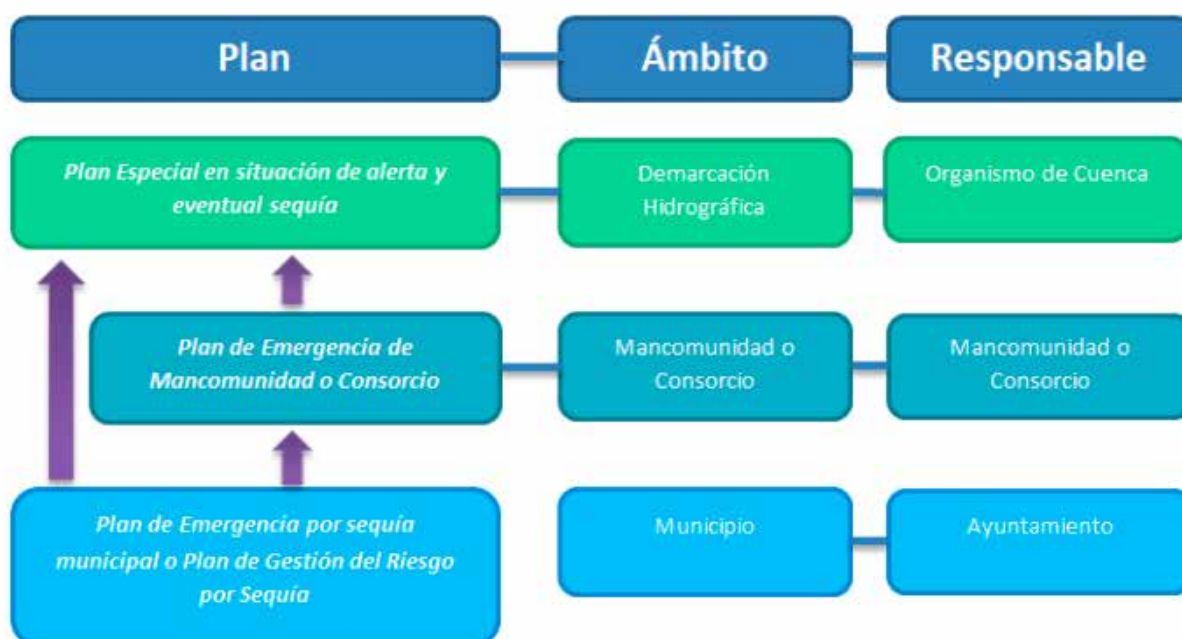 Plan
Ámbito
Responsable
Plan Especial en situación de alerta y
eventual sequía
Demarcación
Hidrográfica
Organismo de Cuenca
Plan de Emergencia de
Mancomunidad o Consorcio
Mancomunidad o
Consorcio
Mancomunidad o
Consorcio
Plan de Emergencia por sequía
municipal o Plan de Gestión del Riesgo
por Sequía
Municipio
Ayuntamiento